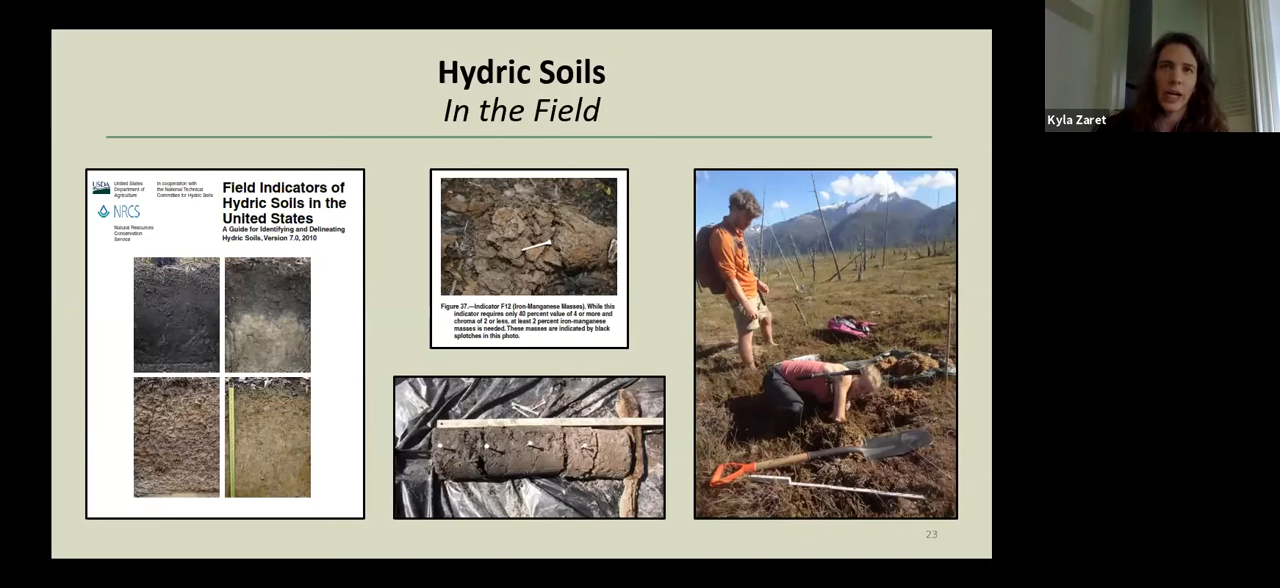 Hydric Soils
In the Field
Kyla Zaret
USDA
United States
Department of
Agriculture
In cooperation with
the National Technical
Committee for Hydric Soils
NRCS
Natural Resources
Conservation
Service
Field Indicators of
Hydric Soils in the
United States
A Guide for Identifying and Delineating
Hydric Soils, Version 7.0, 2010
Figure 37.—Indicator F12 (Iron-Manganese Masses). While this
indicator requires only 40 percent value of 4 or more and
chroma of 2 or less, at least 2 percent iron-manganese
masses is needed. These masses are indicated by black
splotches in this photo.
23